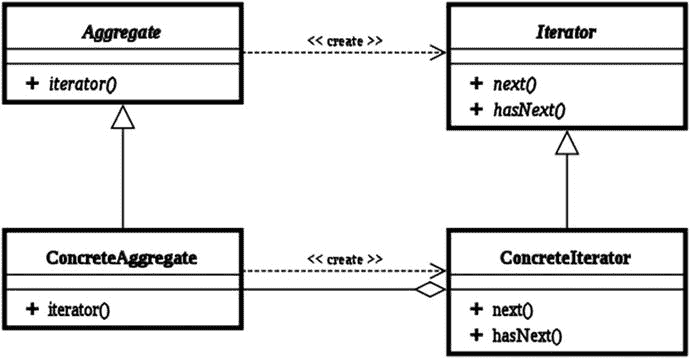 Aggregate
+ iterator()
<< create >>
Iterator
+ next()
+ hasNext()
ConcreteAggregate
+ iterator()
<< create >>
ConcreteIterator
+ next()
+ hasNext()